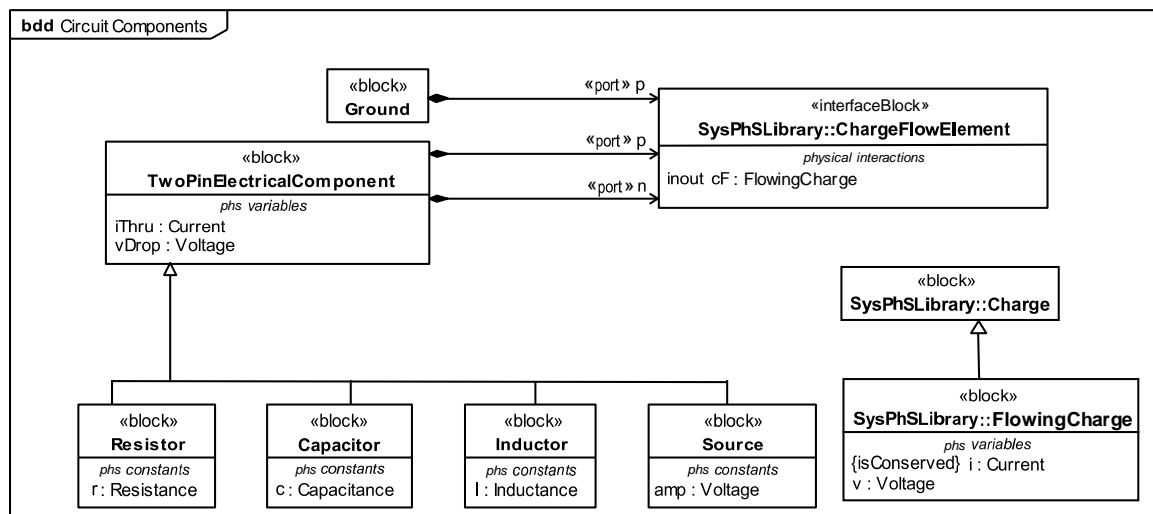 bdd Circuit Components
«block»
Ground
«port» p
«interfaceBlock»
SysPhSLibrary::ChargeFlowElement
physical interactions
inout cF : FlowingCharge
«block»
TwoPinElectricalComponent
phs variables
iThru : Current
vDrop : Voltage
«port» p
«port» n
«block»
SysPhSLibrary::Charge
«block»
Resistor
phs constants
r : Resistance
«block»
Capacitor
phs constants
c : Capacitance
«block»
Inductor
phs constants
l : Inductance
«block»
Source
phs constants
amp : Voltage
«block»
SysPhSLibrary::FlowingCharge
phs variables
{isConserved} i : Current
v : Voltage